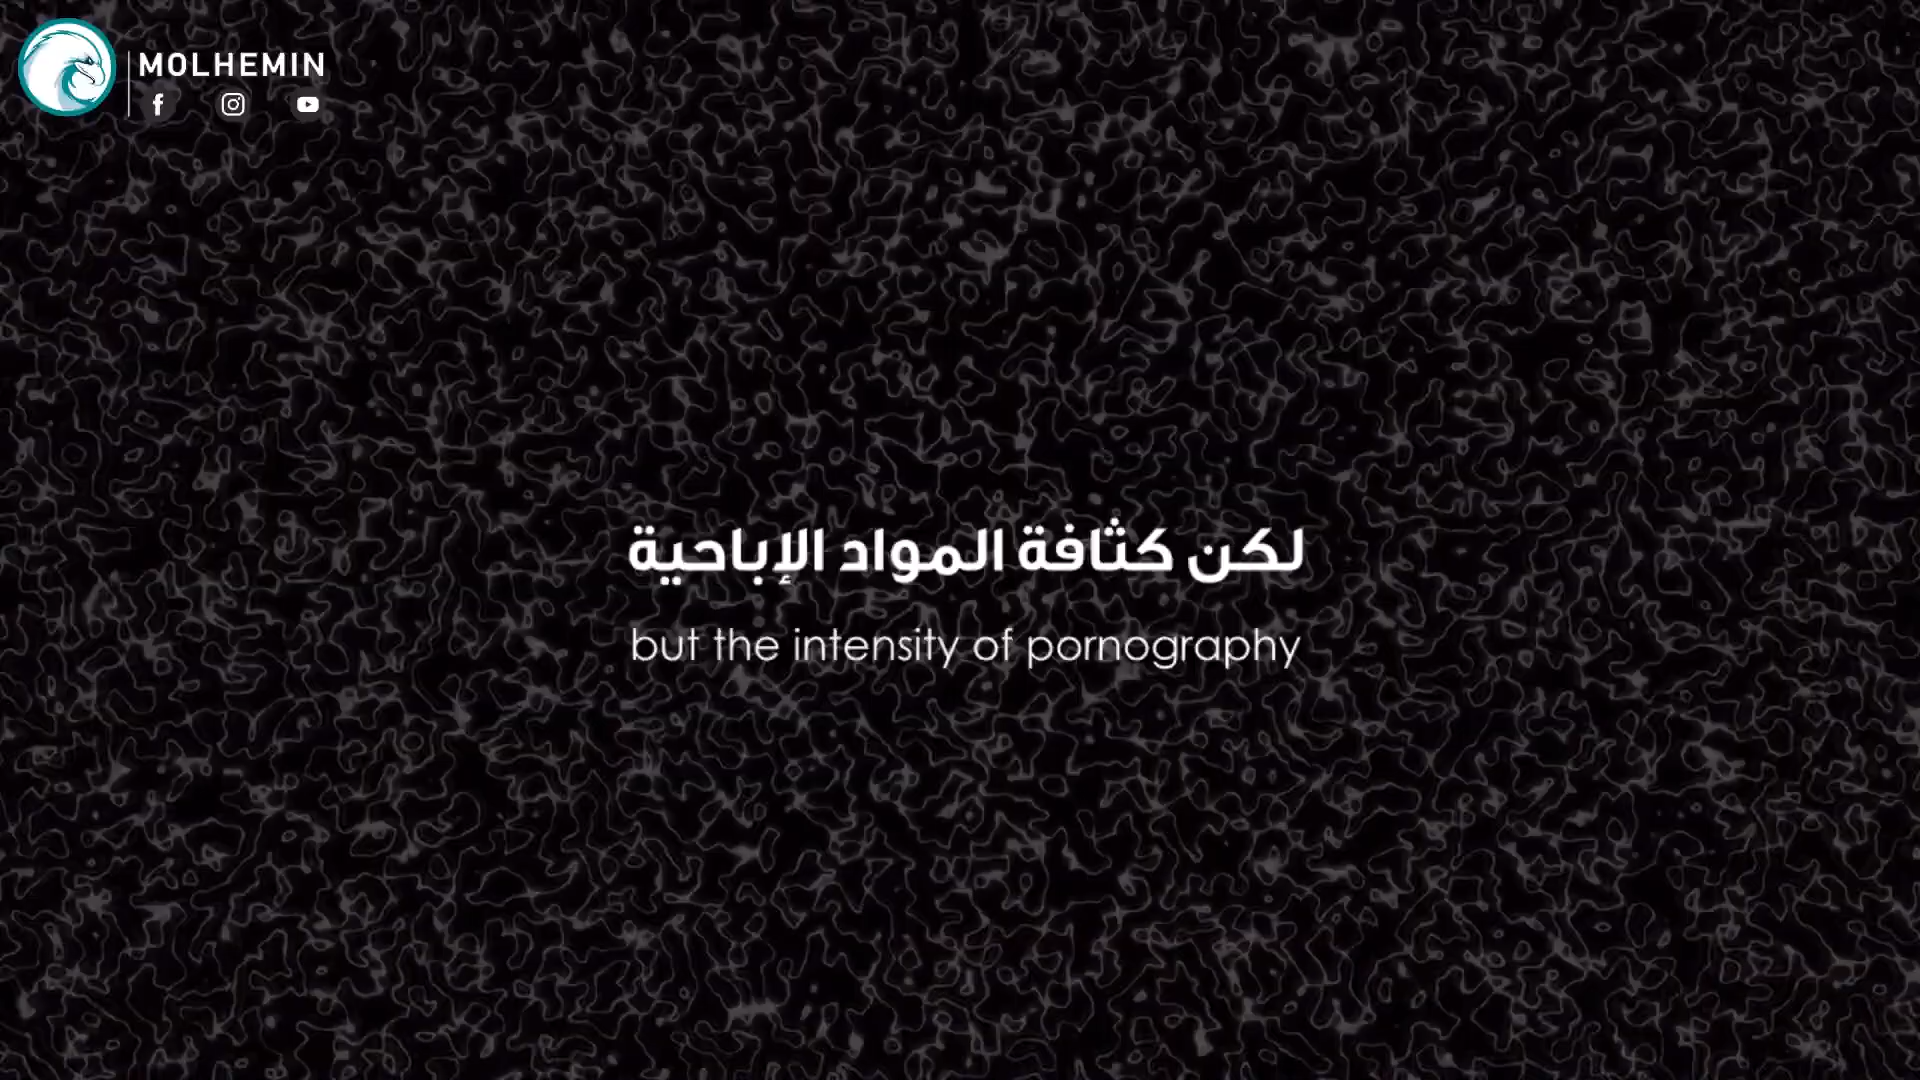 MOLHEMIN
لكن كثافة المواد الإباحية
but the intensity of pornography